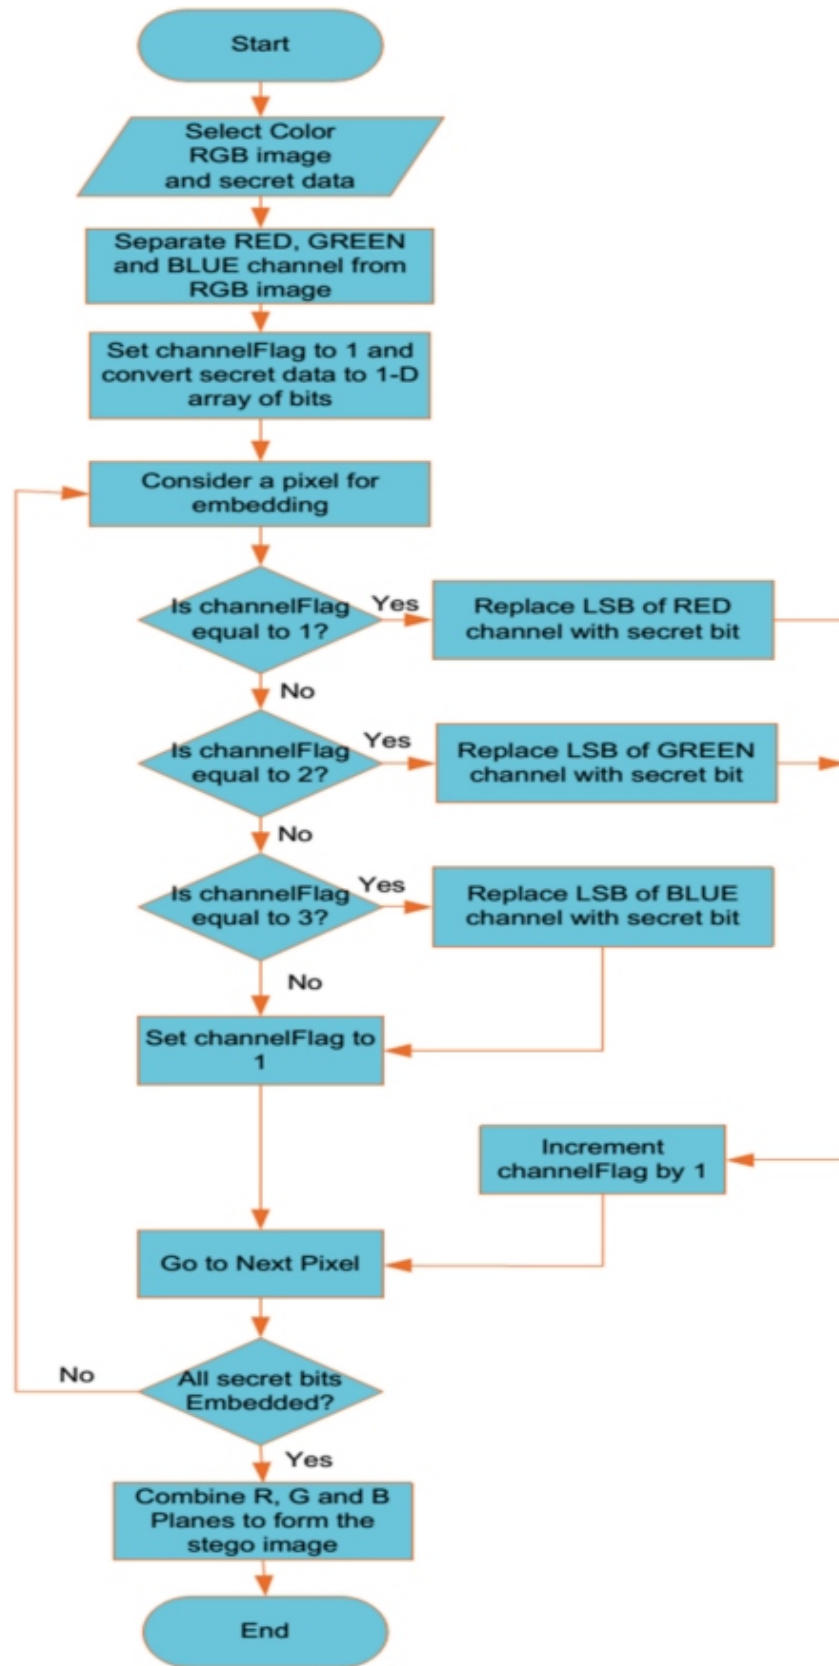 Start
Select Color
RGB image
and secret data
Separate RED, GREEN
and BLUE channel from
RGB image
Set channelFlag to 1 and
convert secret data to 1-D
array of bits
Consider a pixel for
embedding
Is channelFlag
equal to 1?
Yes
Replace LSB of RED
channel with secret bit
No
Is channelFlag
equal to 2?
Yes
Replace LSB of GREEN
channel with secret bit
No
Is channelFlag
equal to 3?
Yes
Replace LSB of BLUE
channel with secret bit
No
Set channelFlag to
1
Increment
channelFlag by 1
Go to Next Pixel
All secret bits
Embedded?
No
Yes
Combine R, G and B
Planes to form the
stego image
End